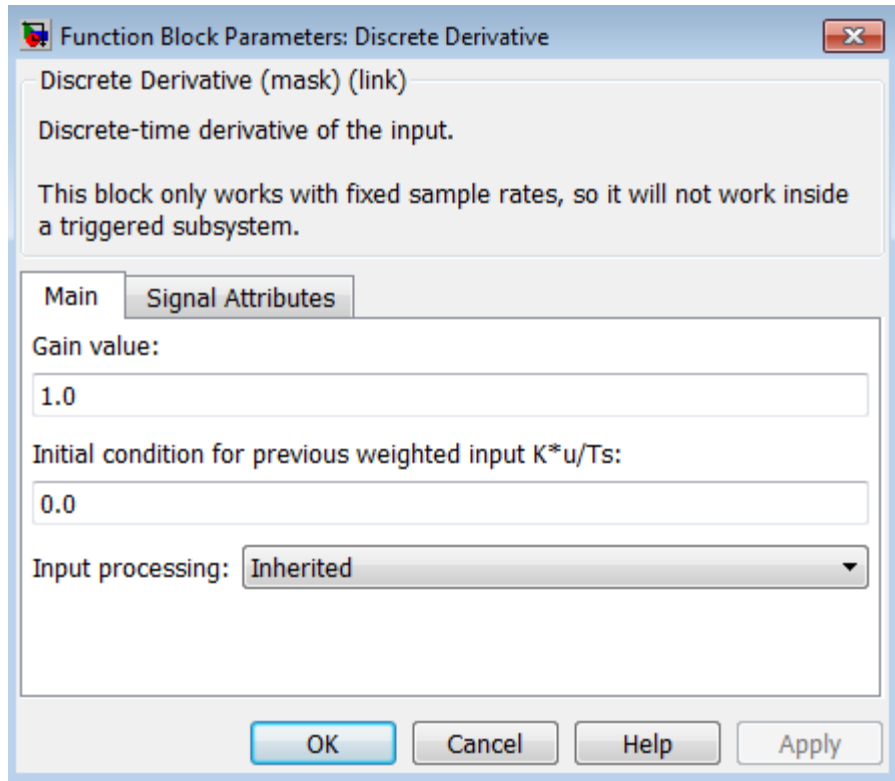 Function Block Parameters: Discrete Derivative
Discrete Derivative (mask) (link)
Discrete-time derivative of the input.
This block only works with fixed sample rates, so it will not work inside
a triggered subsystem.
Main
Signal Attributes
Gain value:
1.0
Initial condition for previous weighted input K*u/Ts:
0.0
Input processing: Inherited
OK
Cancel
Help
Apply